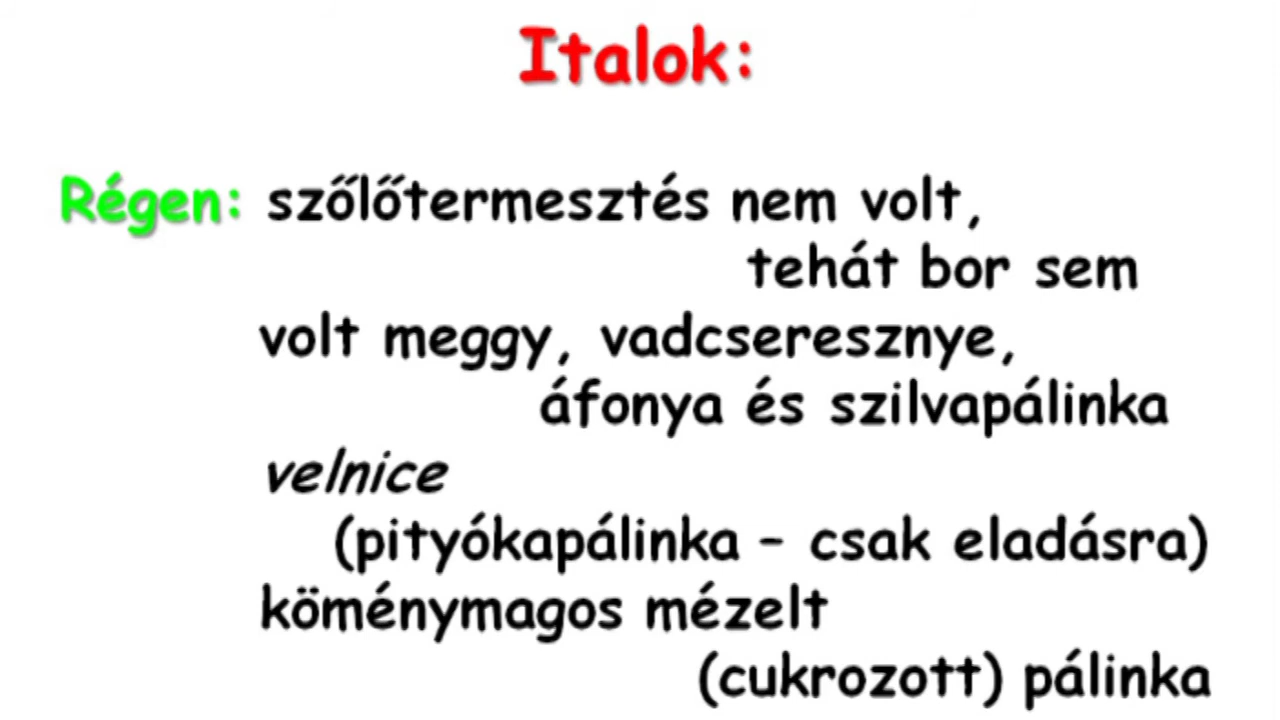 Italok:
Régen: szőlőtermesztés nem volt,
tehát bor sem
volt meggy, vadcseresznye,
áfonya és szilvapálinka
velnice
(pityókapálinka – csak eladásra)
köménymagos mézelt
(cukrozott) pálinka